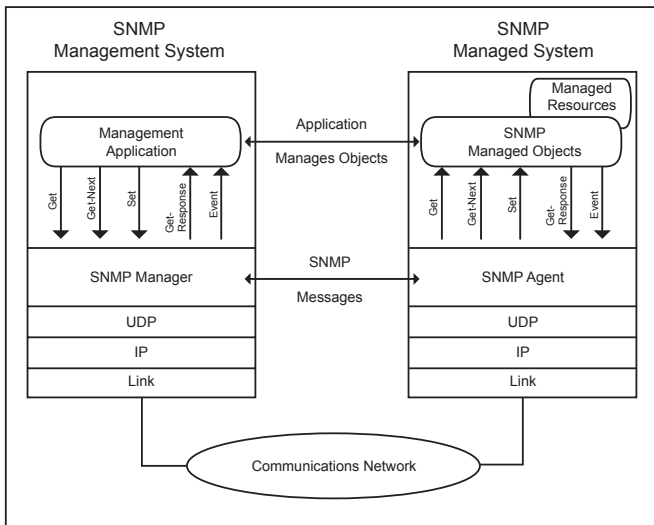 SNMP
Management System
SNMP
Managed System
Managed
Resources
Management
Application
Application
Manages Objects
SNMP
Managed Objects
Get
Get-Next
Set
Get-
Response
Event
Get
Get-Next
Set
Get-
Response
Event
SNMP Manager
SNMP
Messages
SNMP Agent
UDP
UDP
IP
IP
Link
Link
Communications Network